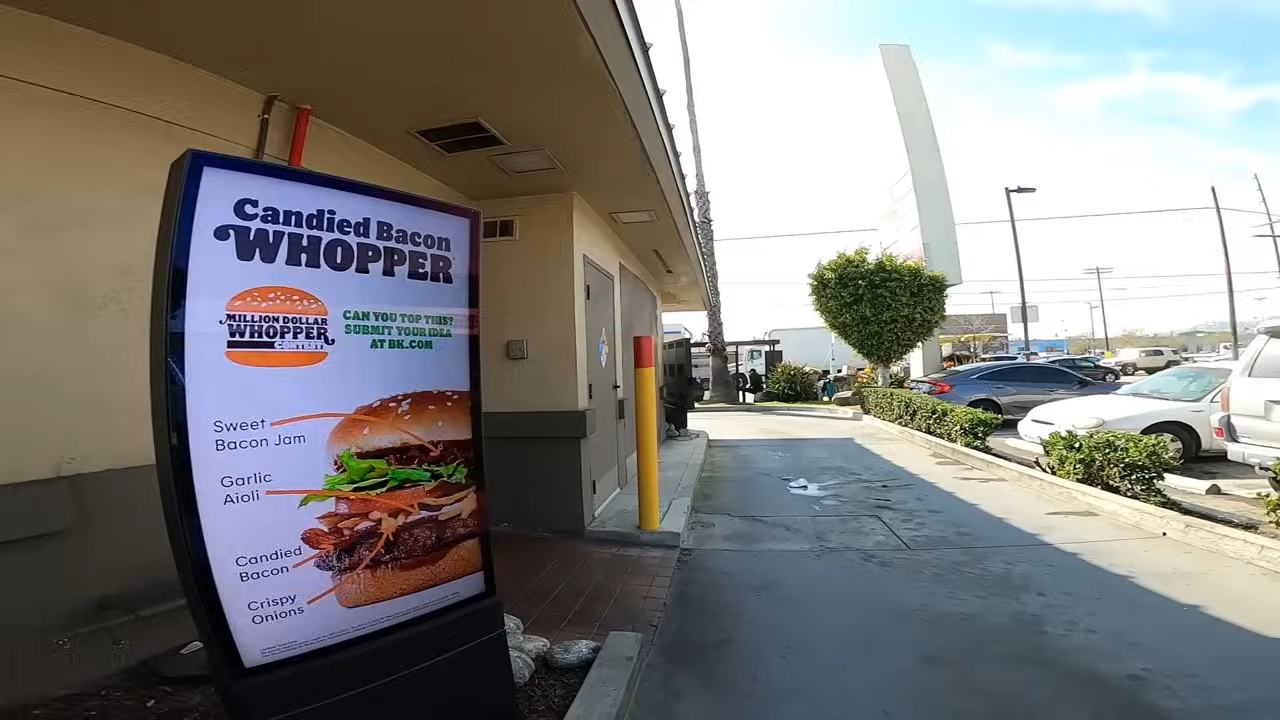 Candied Bacon
WHOPPER
MILLION DOLLAR
WHOPPER
CONTEST
CAN YOU TOP THIS?
SUBMIT YOUR IDEA
AT BK.COM
Sweet
Bacon Jam
Garlic
Aioli
Candied
Bacon
Crispy
Onions